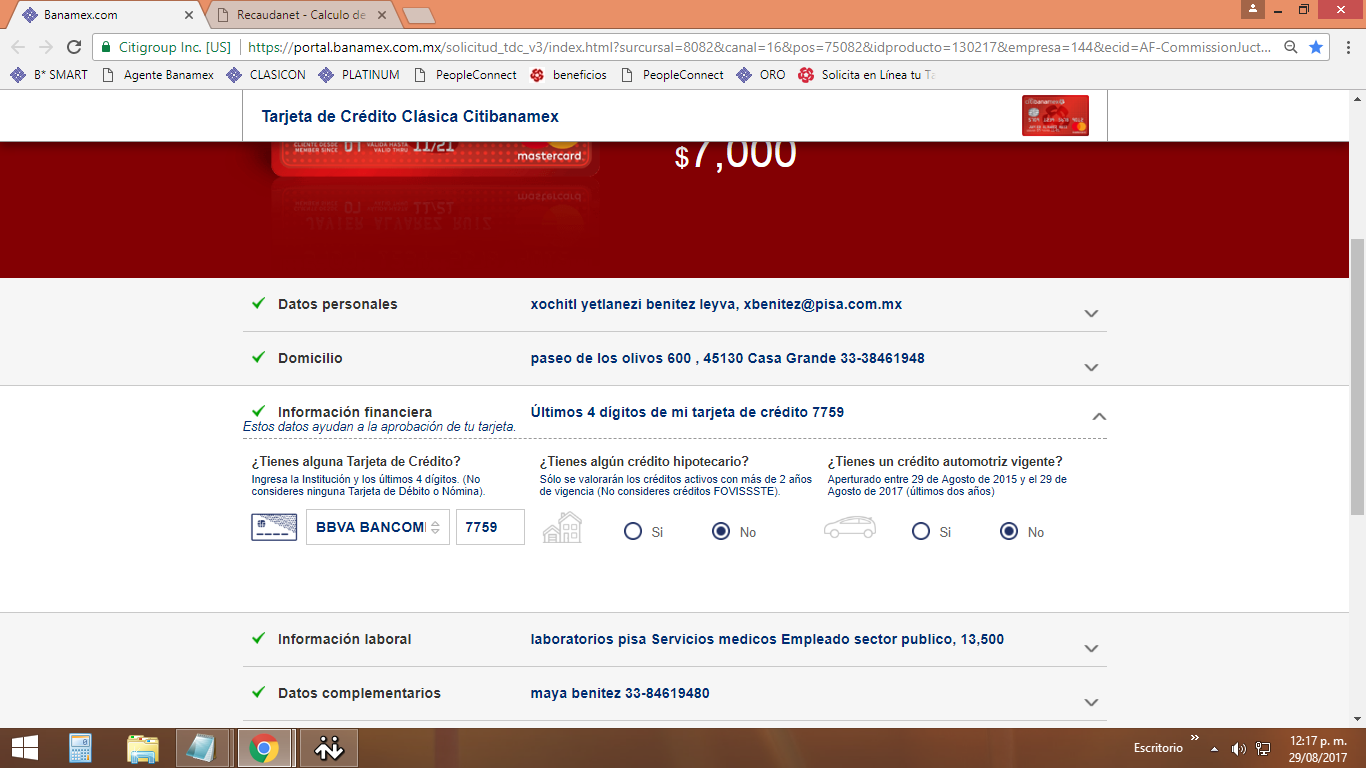 Banamex.com
Recaudanet - Calculo de
Citigroup Inc. [US]
https://portal.banamex.com.mx/solicitud_tdc_v3/index.html?surcursal=8082&canal=16&pos=75082&idproducto=130217&empresa=144&ecid=AF-CommissionJuct...
B* SMART
Agente Banamex
CLASICON
PLATINUM
PeopleConnect
beneficios
PeopleConnect
ORO
Solicita en Línea tu Ta
Tarjeta de Crédito Clásica Citibanamex
citibanamex
CLIENTE DESDE
MEMBER SINCE
01
VALIDA HASTA
VALID THRU
11/21
mastercard
$7,000
Datos personales
xochitl yetlanezi benitez leyva, xbenitez@pisa.com.mx
Domicilio
paseo de los olivos 600 , 45130 Casa Grande 33-38461948
Información financiera
Últimos 4 dígitos de mi tarjeta de crédito 7759
Estos datos ayudan a la aprobación de tu tarjeta.
¿Tienes alguna Tarjeta de Crédito?
Ingresa la Institución y los últimos 4 dígitos. (No
consideres ninguna Tarjeta de Débito o Nómina).
BBVA BANCOM
7759
¿Tienes algún crédito hipotecario?
Sólo se valorarán los créditos activos con más de 2 años
de vigencia (No consideres créditos FOVISSSTE).
Si
No
¿Tienes un crédito automotriz vigente?
Aperturado entre 29 de Agosto de 2015 y el 29 de
Agosto de 2017 (últimos dos años)
Si
No
Información laboral
laboratorios pisa Servicios medicos Empleado sector publico, 13,500
Datos complementarios
maya benitez 33-84619480
Escritorio
12:17 p. m.
29/08/2017